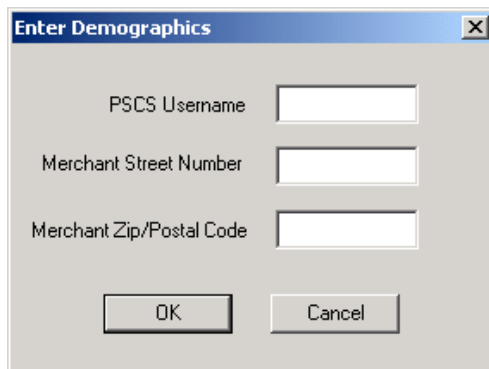 Enter Demographics
PSCS Username
Merchant Street Number
Merchant Zip/Postal Code
OK Cancel